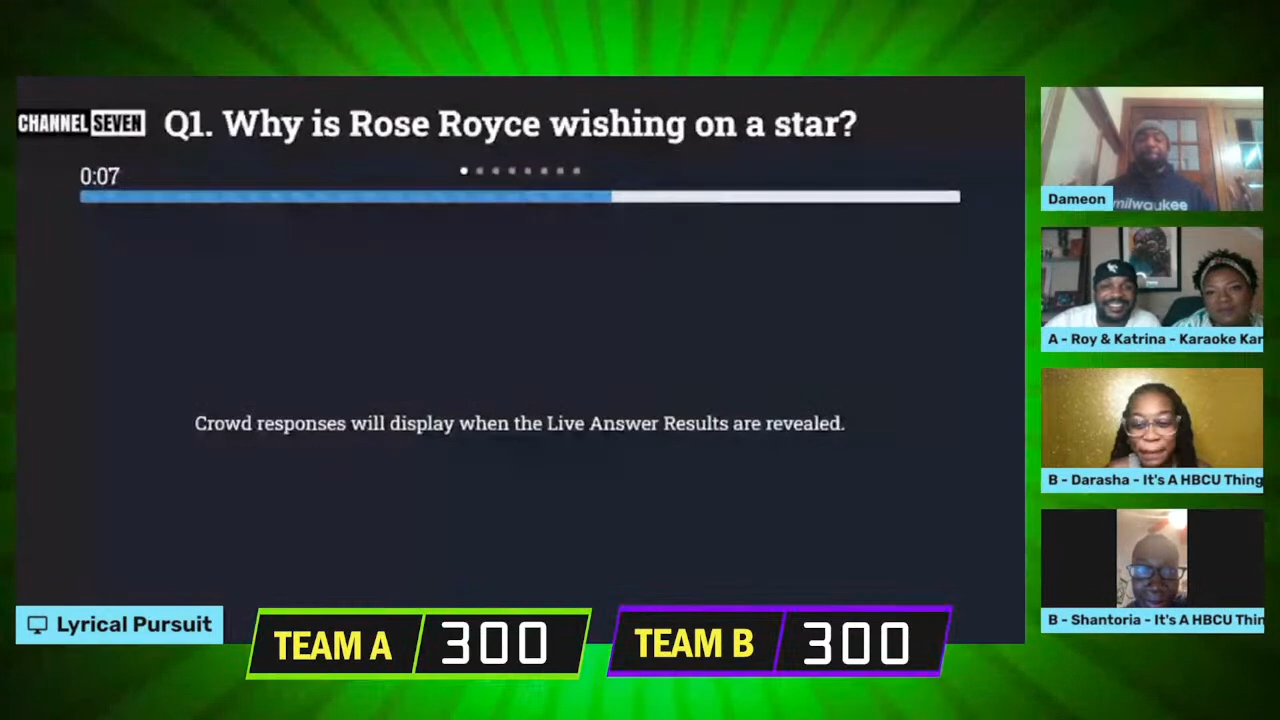 CHANNEL SEVEN
Q1. Why is Rose Royce wishing on a star?
0:07
Crowd responses will display when the Live Answer Results are revealed.
Lyrical Pursuit
TEAM A 300
TEAM B 300
Dameon
milwaukee
A - Roy & Katrina - Karaoke Kar
B - Darasha - It's A HBCU Thing
B - Shantoria - It's A HBCU Thin